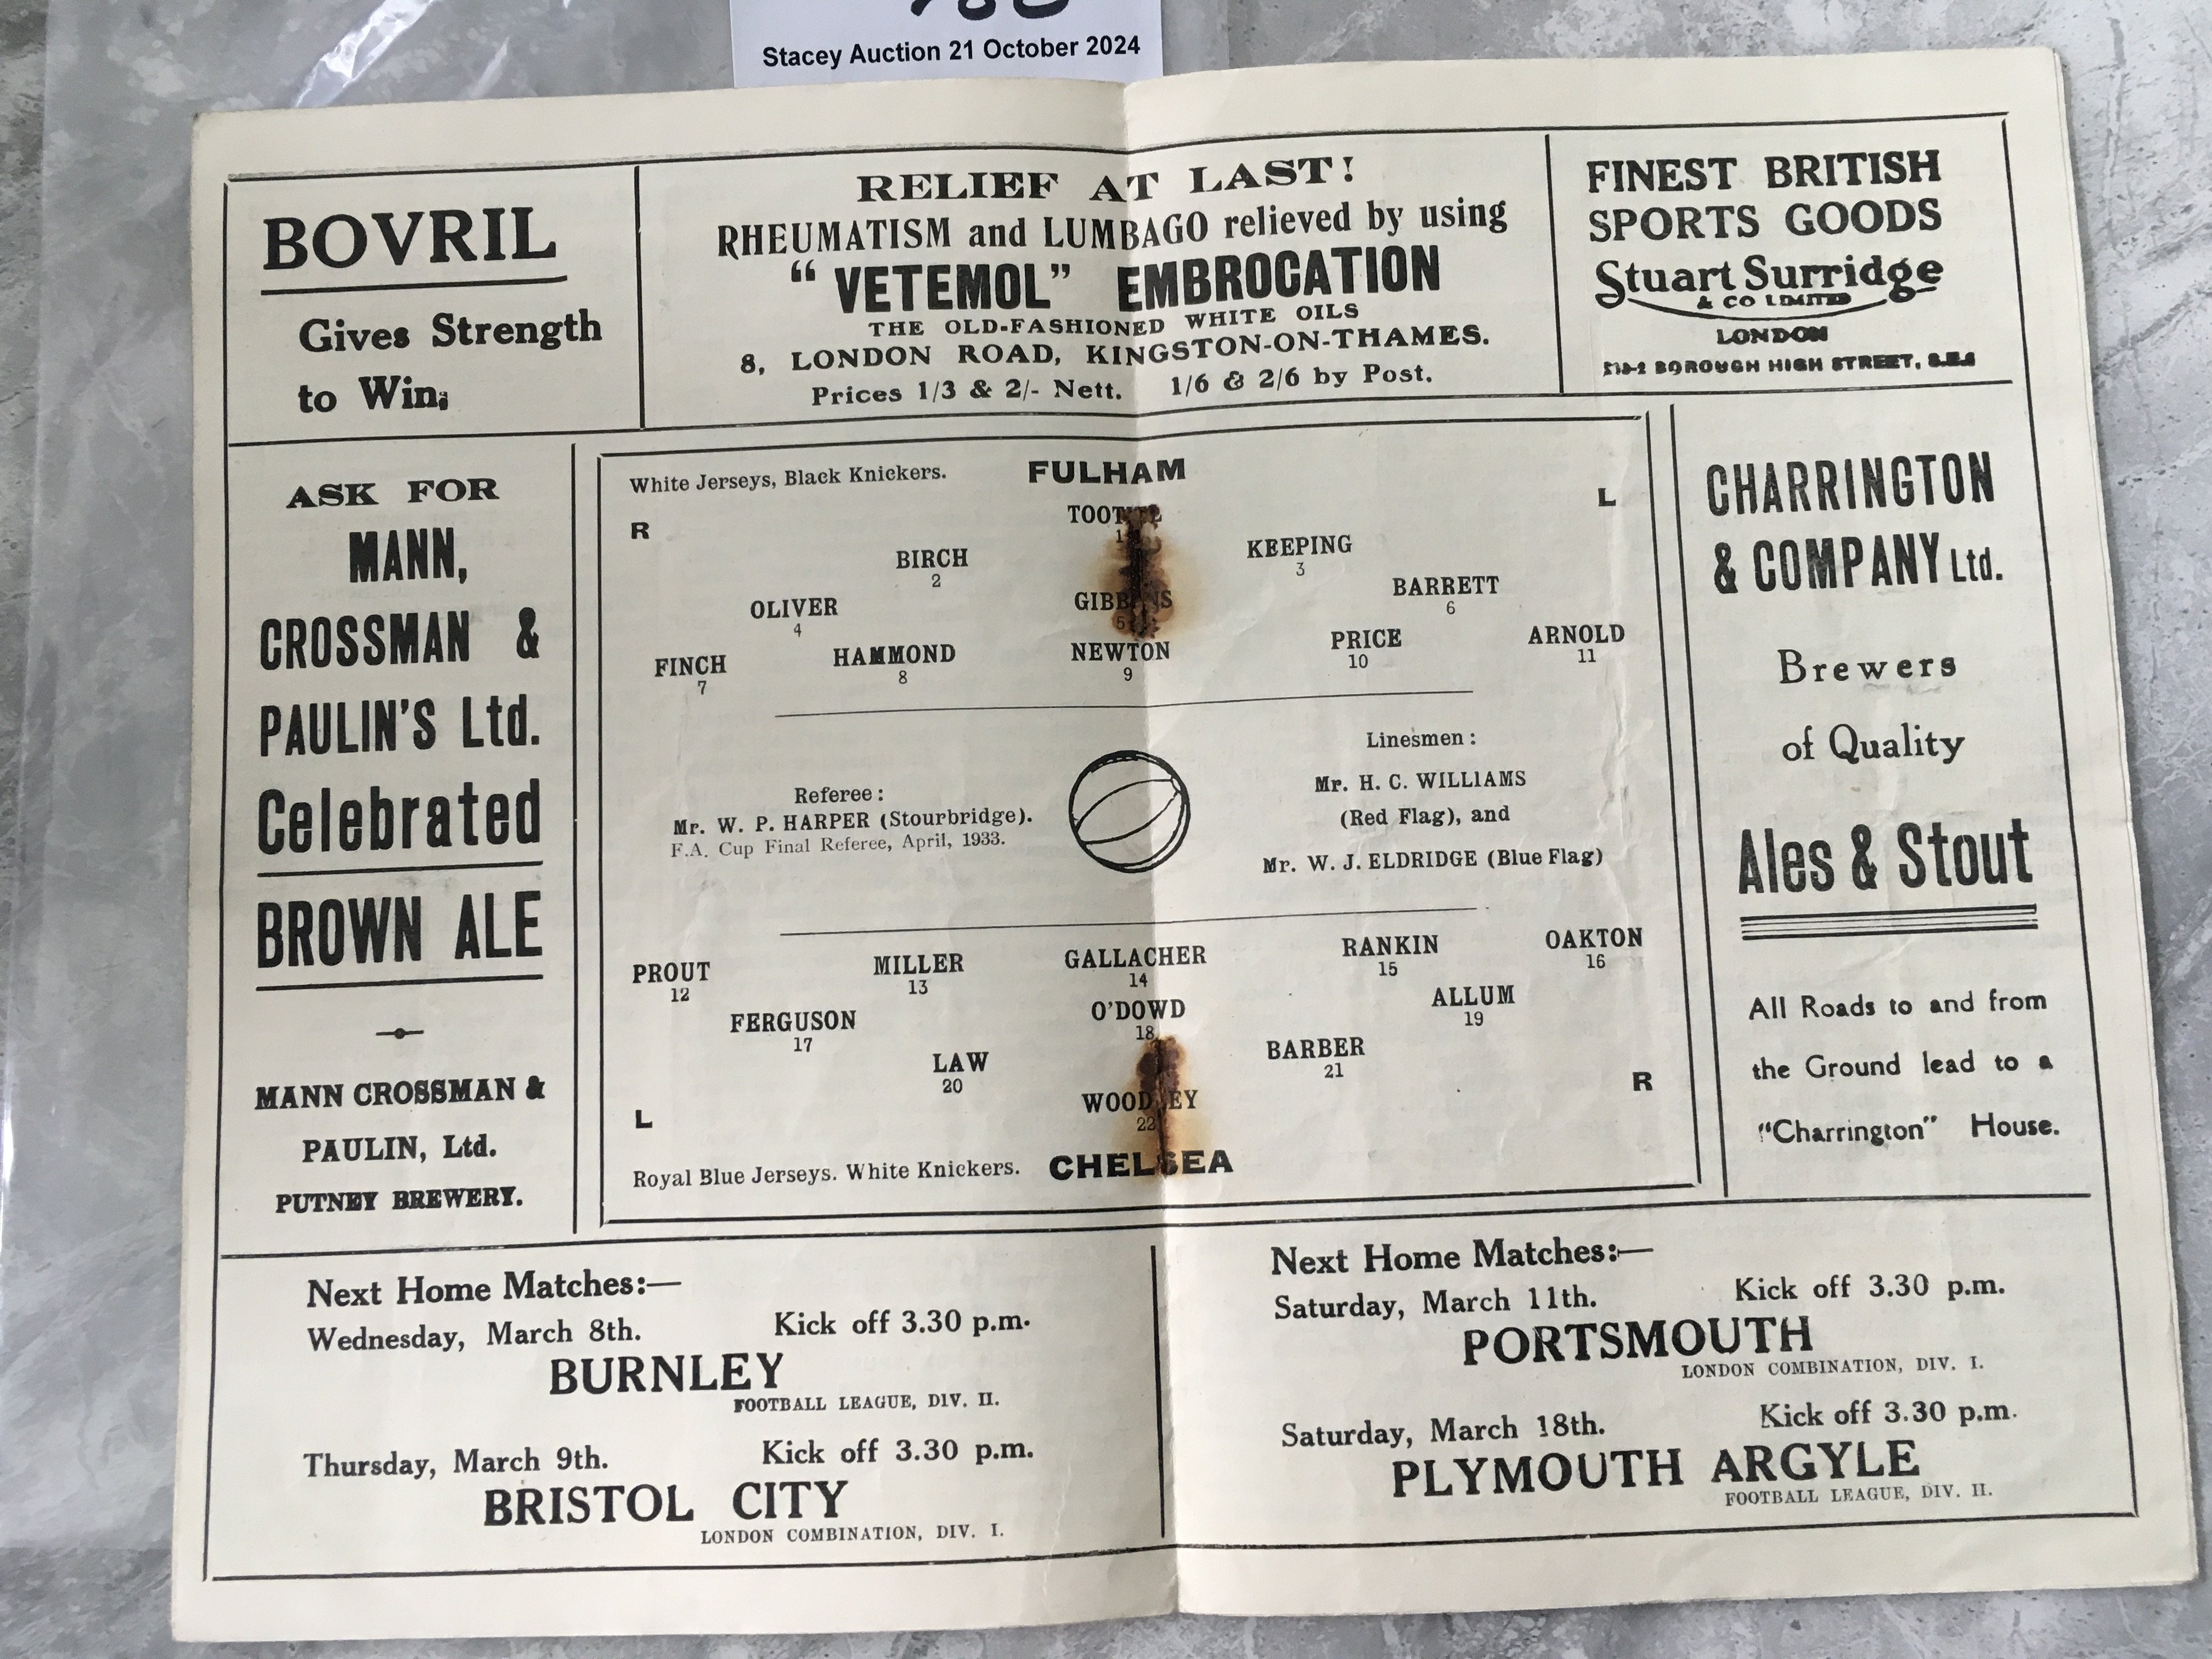 Stacey Auction 21 October 2024
BOVRIL
Gives Strength
to Win.
RELIEF AT LAST!
RHEUMATISM and LUMBAGO relieved by using
"VETEMOL" EMBROCATION
THE OLD-FASHIONED WHITE OILS
8, LONDON ROAD, KINGSTON-ON-THAMES.
Prices 1/3 & 2/- Nett. 1/6 & 2/6 by Post.
FINEST BRITISH
SPORTS GOODS
Stuart Surridge
& CO LIMITED
LONDON
BOROUGH HIGH STREET, S.E.
ASK FOR
MANN,
CROSSMAN &
PAULIN'S Ltd.
Celebrated
BROWN ALE
MANN CROSSMAN &
PAULIN, Ltd.
PUTNEY BREWERY.
White Jerseys, Black Knickers. FULHAM
R L
BIRCH
2
KEEPING
3
OLIVER
4
5
BARRETT
6
FINCH
7
HAMMOND
8
NEWTON
9
PRICE
10
ARNOLD
11
Referee:
Mr. W. P. HARPER (Stourbridge).
F.A. Cup Final Referee, April, 1933.
Linesmen:
Mr. H. C. WILLIAMS
(Red Flag), and
Mr. W. J. ELDRIDGE (Blue Flag)
PROUT
12
MILLER
13
GALLACHER
14
RANKIN
15
OAKTON
16
FERGUSON
17
O'DOWD
18
ALLUM
19
LAW
20
BARBER
21
22
L R
Royal Blue Jerseys. White Knickers. CHELSEA
CHARRINGTON
& COMPANY Ltd.
Brewers
of Quality
Ales & Stout
All Roads to and from
the Ground lead to a
"Charrington" House.
Next Home Matches:—
Wednesday, March 8th. Kick off 3.30 p.m.
BURNLEY
FOOTBALL LEAGUE, DIV. II.
Thursday, March 9th. Kick off 3.30 p.m.
BRISTOL CITY
LONDON COMBINATION, DIV. I.
Next Home Matches:—
Saturday, March 11th. Kick off 3.30 p.m.
PORTSMOUTH
LONDON COMBINATION, DIV. I.
Saturday, March 18th. Kick off 3.30 p.m.
PLYMOUTH ARGYLE
FOOTBALL LEAGUE, DIV. II.